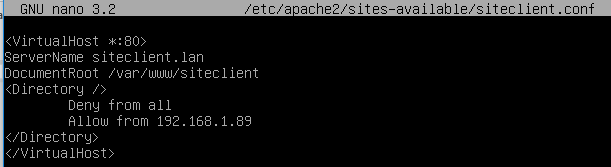 GNU nano 3.2 /etc/apache2/sites-available/siteclient.conf
<VirtualHost *:80>
ServerName siteclient.lan
DocumentRoot /var/www/siteclient
<Directory />
        Deny from all
        Allow from 192.168.1.89
</Directory>
</VirtualHost>